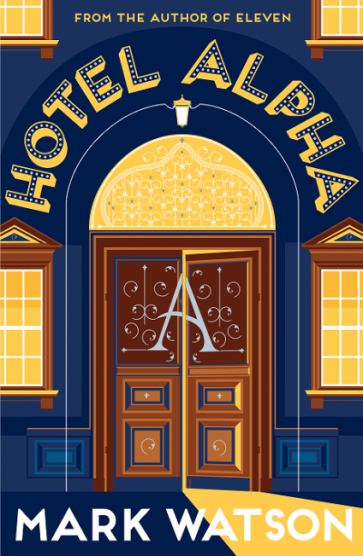 FROM THE AUTHOR OF ELEVEN
HOTEL ALPHA
A
MARK WATSON